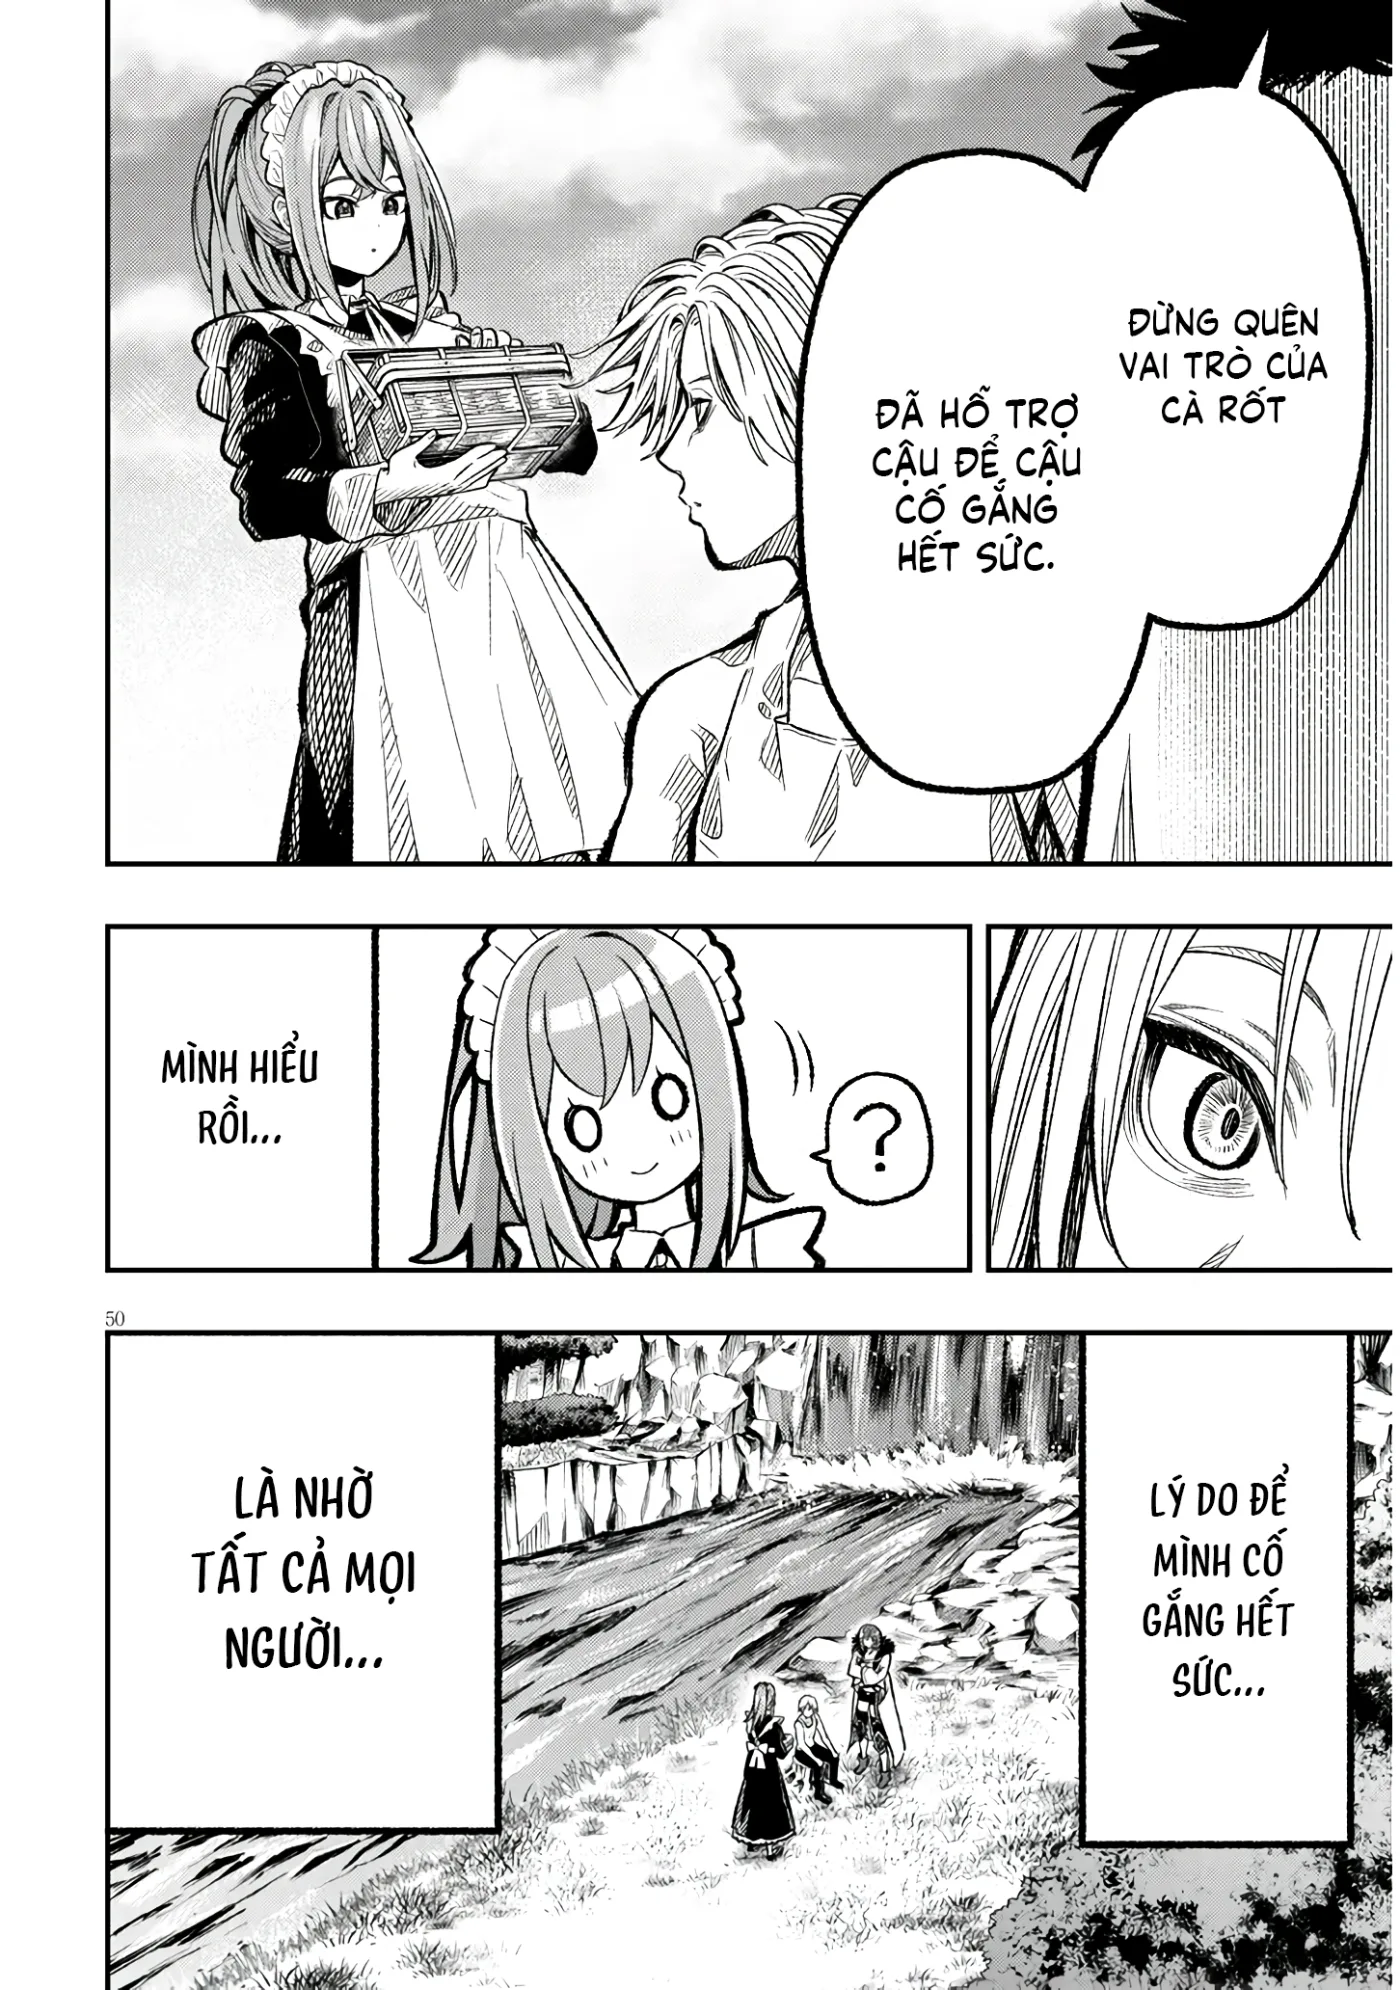 ĐỪNG QUÊN
VAI TRÒ CỦA
CÀ RỐT
ĐÃ HỖ TRỢ
CẬU ĐỂ CẬU
CỐ GẮNG
HẾT SỨC.
?
MÌNH HIỂU
RỒI...
50
LÝ DO ĐỂ
MÌNH CỐ
GẮNG HẾT
SỨC...
LÀ NHỜ
TẤT CẢ MỌI
NGƯỜI...